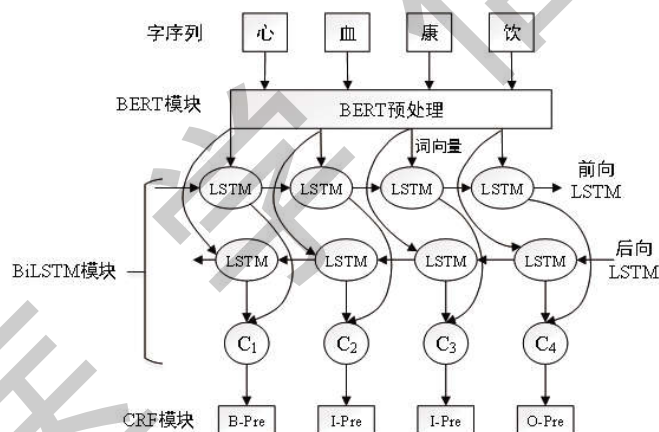 字序列 心 血 康 饮
BERT模块 BERT预处理
词向量
LSTM LSTM LSTM LSTM 前向
LSTM
LSTM LSTM LSTM LSTM 后向
LSTM
BiLSTM模块
C1 C2 C3 C4
CRF模块 B-Pre I-Pre I-Pre O-Pre